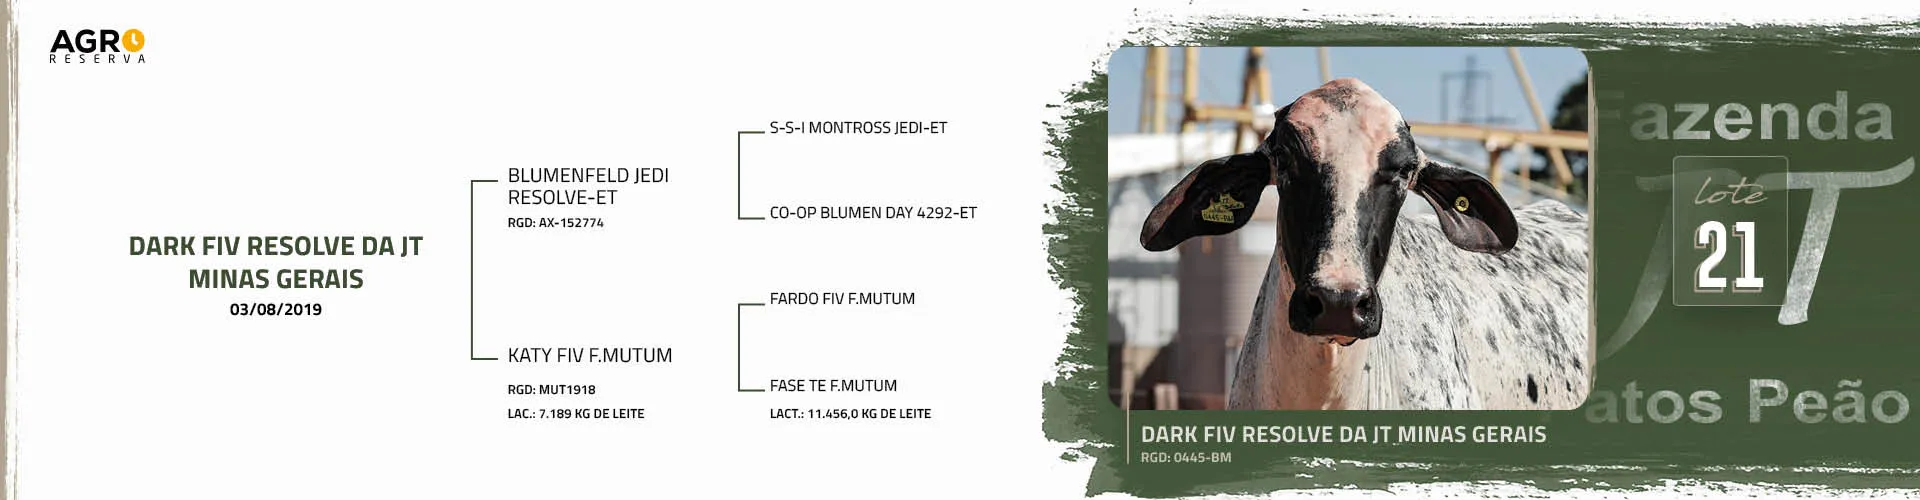 AGRO
RESERVA
DARK FIV RESOLVE DA JT
MINAS GERAIS
03/08/2019
BLUMENFELD JEDI
RESOLVE-ET
RGD: AX-152774
KATY FIV F.MUTUM
RGD: MUT1918
LAC.: 7.189 KG DE LEITE
S-S-I MONTROSS JEDI-ET
CO-OP BLUMEN DAY 4292-ET
FARDO FIV F.MUTUM
FASE TE F.MUTUM
LACT.: 11.456,0 KG DE LEITE
Fazenda
JT
lote
21
atos Peão
DARK FIV RESOLVE DA JT MINAS GERAIS
RGD: 0445-BM